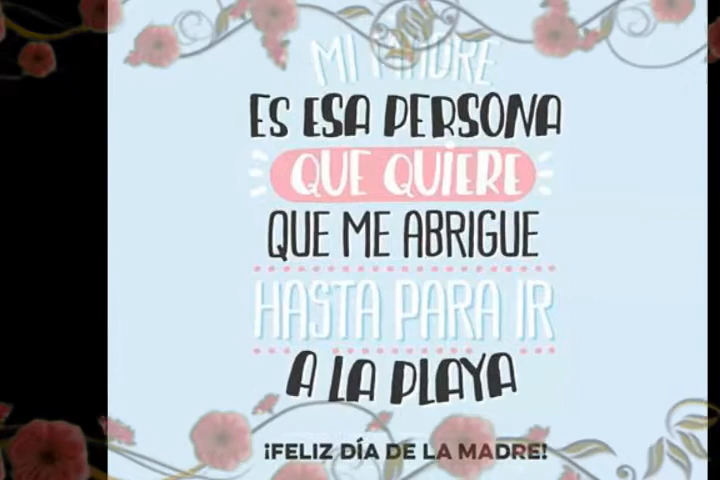 MI MADRE
ES ESA PERSONA
QUE QUIERE
QUE ME ABRIGUE
HASTA PARA IR
A LA PLAYA
¡FELIZ DÍA DE LA MADRE!